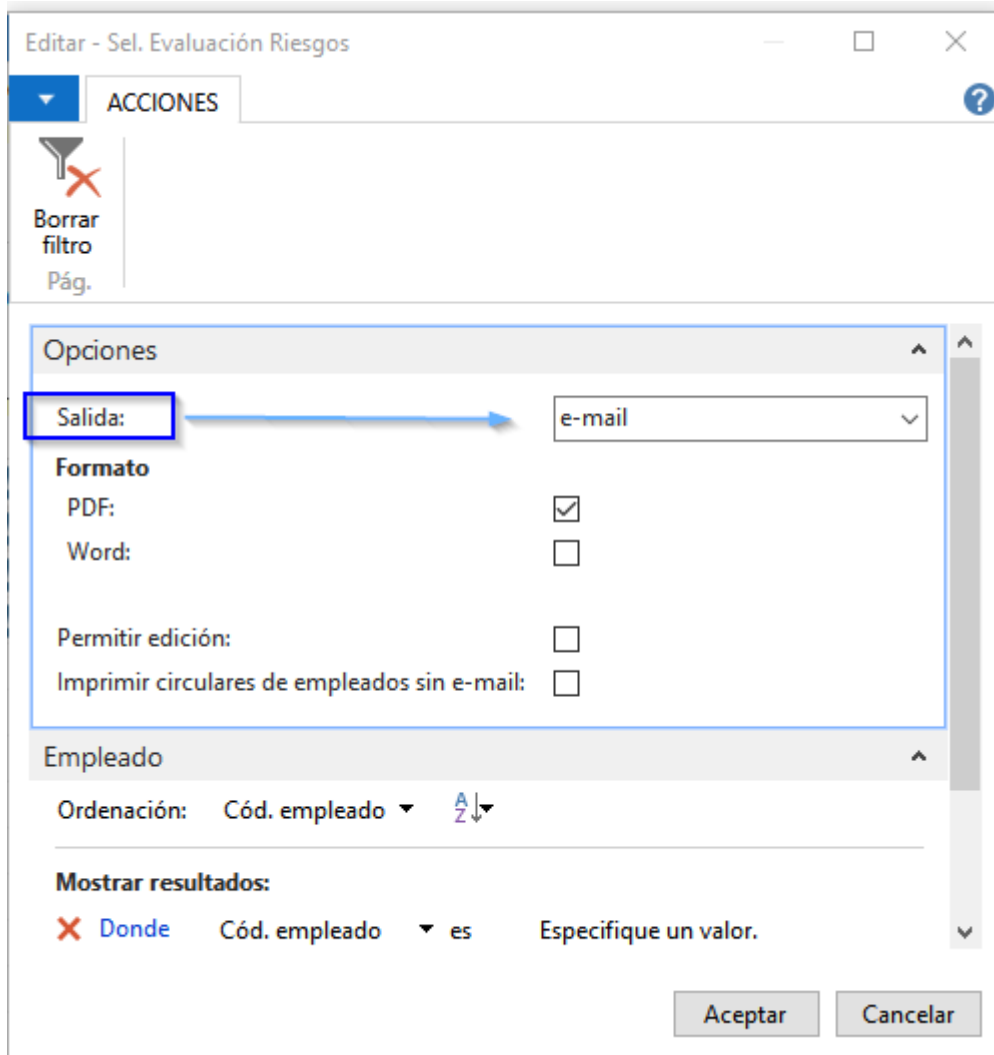 Editar - Sel. Evaluación Riesgos
ACCIONES
?
Borrar
filtro
Pág.
Opciones
Salida: e-mail
Formato
PDF:
Word:
Permitir edición:
Imprimir circulares de empleados sin e-mail:
Empleado
Ordenación: Cód. empleado AZ
Mostrar resultados:
Donde Cód. empleado es Especifique un valor.
Aceptar Cancelar